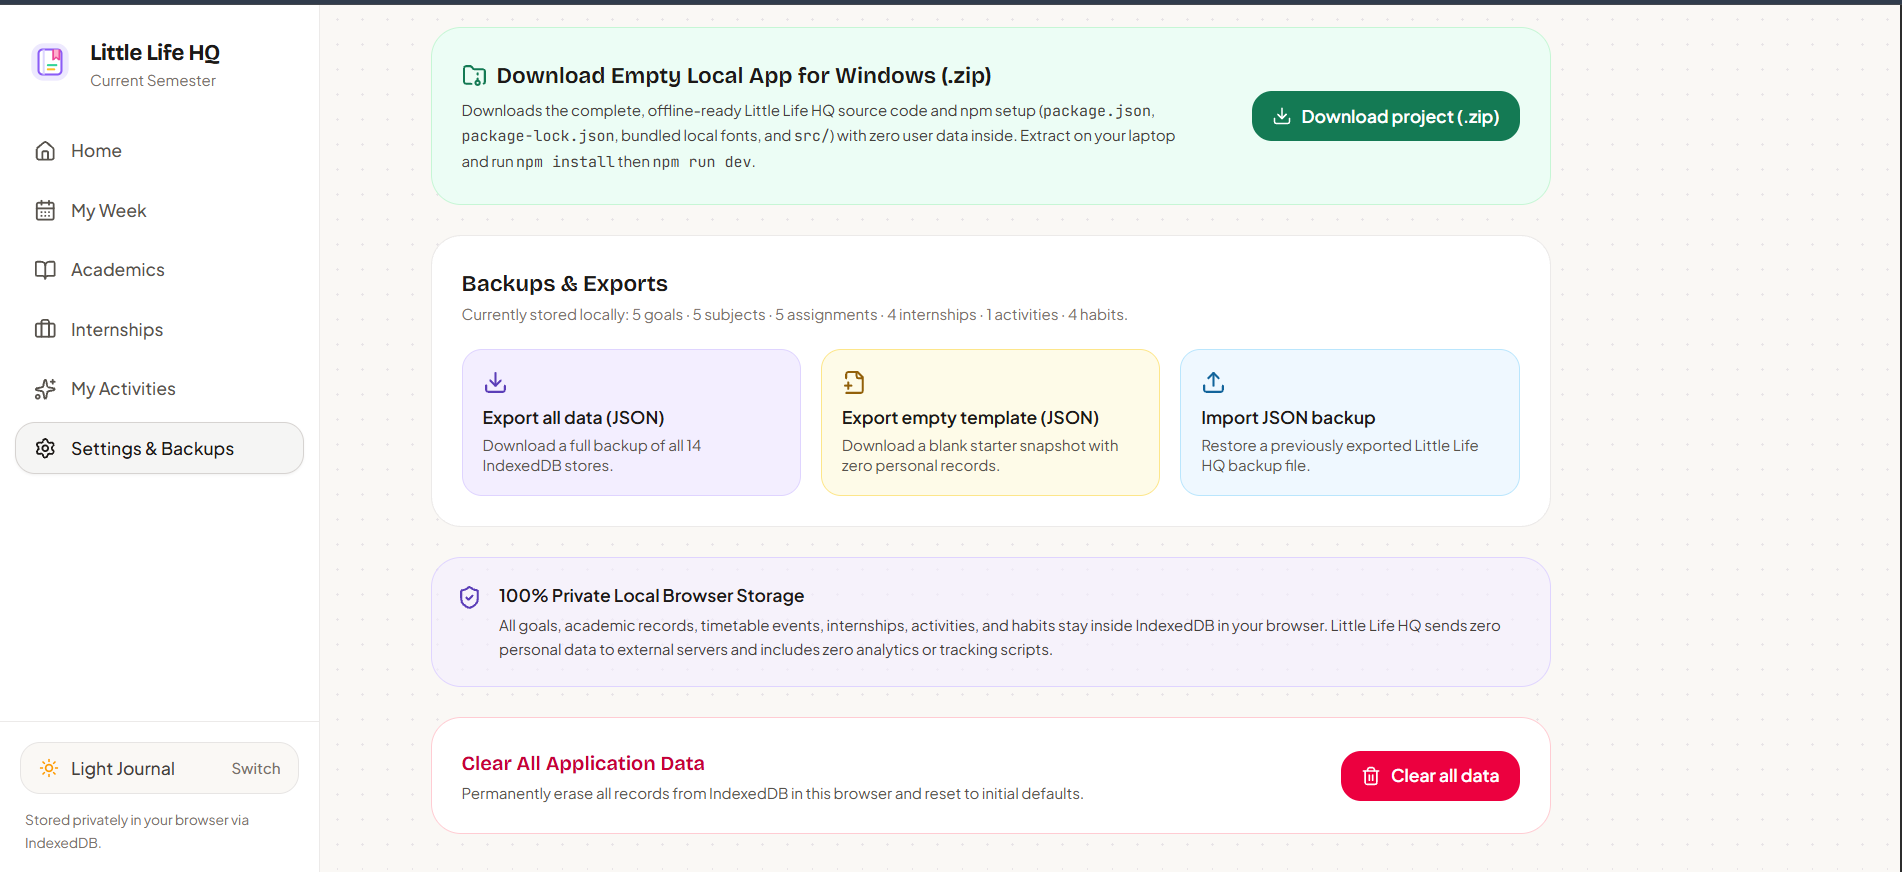 Little Life HQ
Current Semester
Home
My Week
Academics
Internships
My Activities
Settings & Backups
Light Journal
Switch
Stored privately in your browser via
IndexedDB.
Download Empty Local App for Windows (.zip)
Downloads the complete, offline-ready Little Life HQ source code and npm setup (package.json,
package-lock.json, bundled local fonts, and src/) with zero user data inside. Extract on your laptop
and run npm install then npm run dev.
Download project (.zip)
Backups & Exports
Currently stored locally: 5 goals · 5 subjects · 5 assignments · 4 internships · 1 activities · 4 habits.
Export all data (JSON)
Download a full backup of all 14
IndexedDB stores.
Export empty template (JSON)
Download a blank starter snapshot with
zero personal records.
Import JSON backup
Restore a previously exported Little Life
HQ backup file.
100% Private Local Browser Storage
All goals, academic records, timetable events, internships, activities, and habits stay inside IndexedDB in your browser. Little Life HQ sends zero
personal data to external servers and includes zero analytics or tracking scripts.
Clear All Application Data
Permanently erase all records from IndexedDB in this browser and reset to initial defaults.
Clear all data